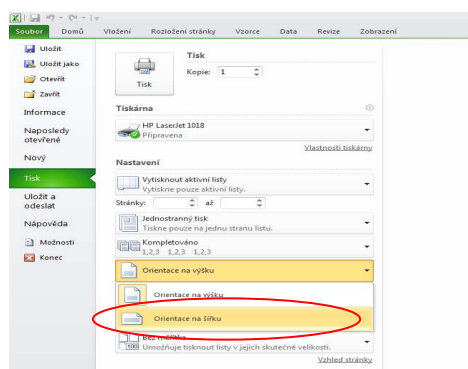 Soubor Domů Vložení Rozložení stránky Vzorce Data Revize Zobrazení
Uložit
Uložit jako
Otevřít
Zavřít
Informace
Naposledy
otevřené
Nový
Tisk
Uložit a
odeslat
Nápověda
Možnosti
Konec
Tisk
Tisk
Kopie: 1
Tiskárna
HP LaserJet 1018
Připravena
Vlastnosti tiskárny
Nastavení
Vytisknout aktivní listy
Vytiskne pouze aktivní listy.
Stránky: až
Jednostranný tisk
Tiskne pouze na jednu stranu listu.
Kompletováno
1,2,3 1,2,3
Orientace na výšku
Orientace na výšku
Orientace na šířku
Bez měřítka
100 Umožňuje tisknout listy v jejich skutečné velikosti.
Vzhled stránky